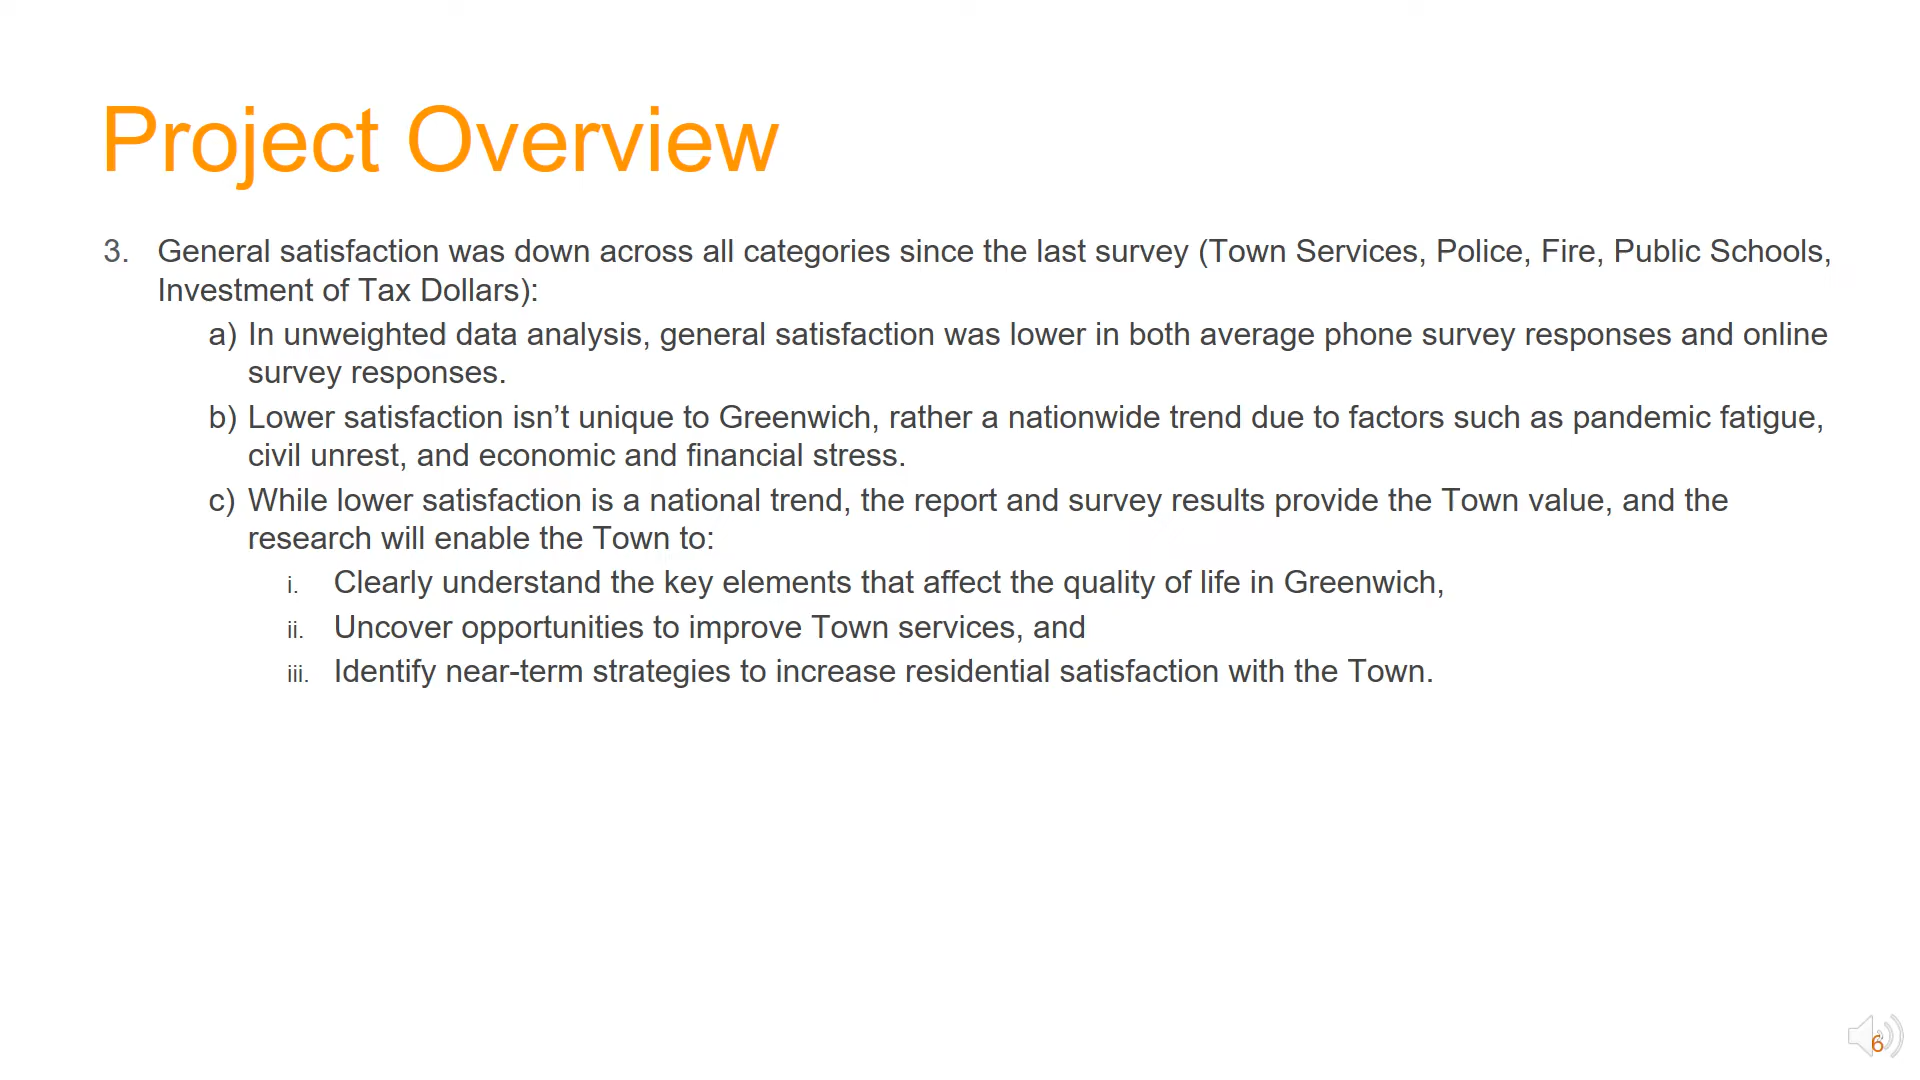 Project Overview
3. General satisfaction was down across all categories since the last survey (Town Services, Police, Fire, Public Schools,
Investment of Tax Dollars):
a) In unweighted data analysis, general satisfaction was lower in both average phone survey responses and online
survey responses.
b) Lower satisfaction isn’t unique to Greenwich, rather a nationwide trend due to factors such as pandemic fatigue,
civil unrest, and economic and financial stress.
c) While lower satisfaction is a national trend, the report and survey results provide the Town value, and the
research will enable the Town to:
i. Clearly understand the key elements that affect the quality of life in Greenwich,
ii. Uncover opportunities to improve Town services, and
iii. Identify near-term strategies to increase residential satisfaction with the Town.
6